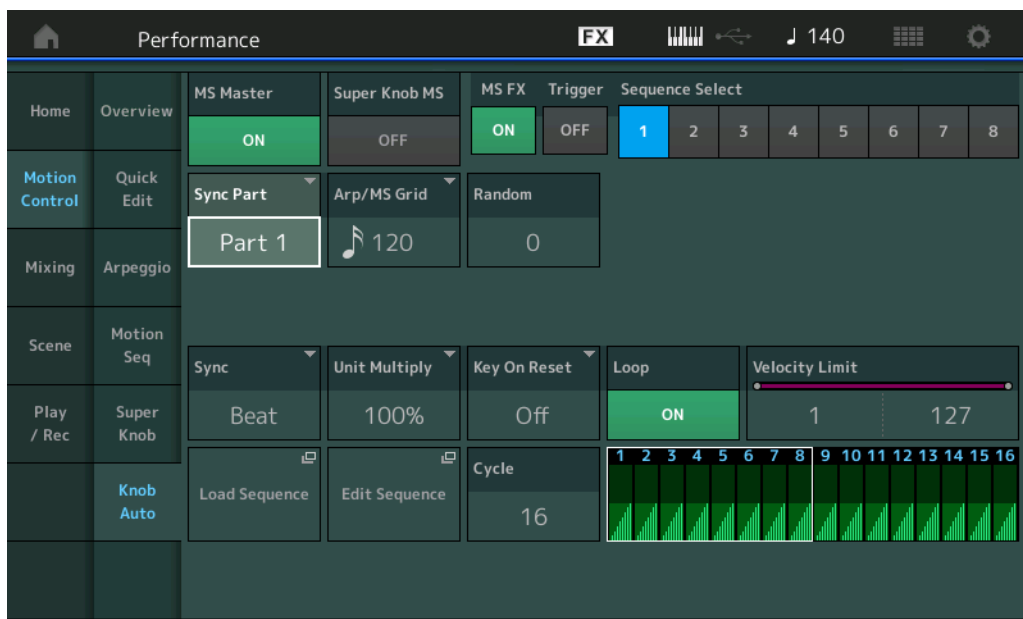 Performance FX 140
Home Overview MS Master Super Knob MS MS FX Trigger Sequence Select
ON OFF ON OFF 1 2 3 4 5 6 7 8
Motion Control Quick Edit Sync Part Arp/MS Grid Random
Part 1 120 0
Mixing Arpeggio
Scene Motion Seq Sync Unit Multiply Key On Reset Loop Velocity Limit
Play / Rec Super Knob Beat 100% Off ON 1 127
Knob Auto Load Sequence Edit Sequence Cycle 1 2 3 4 5 6 7 8 9 10 11 12 13 14 15 16
16